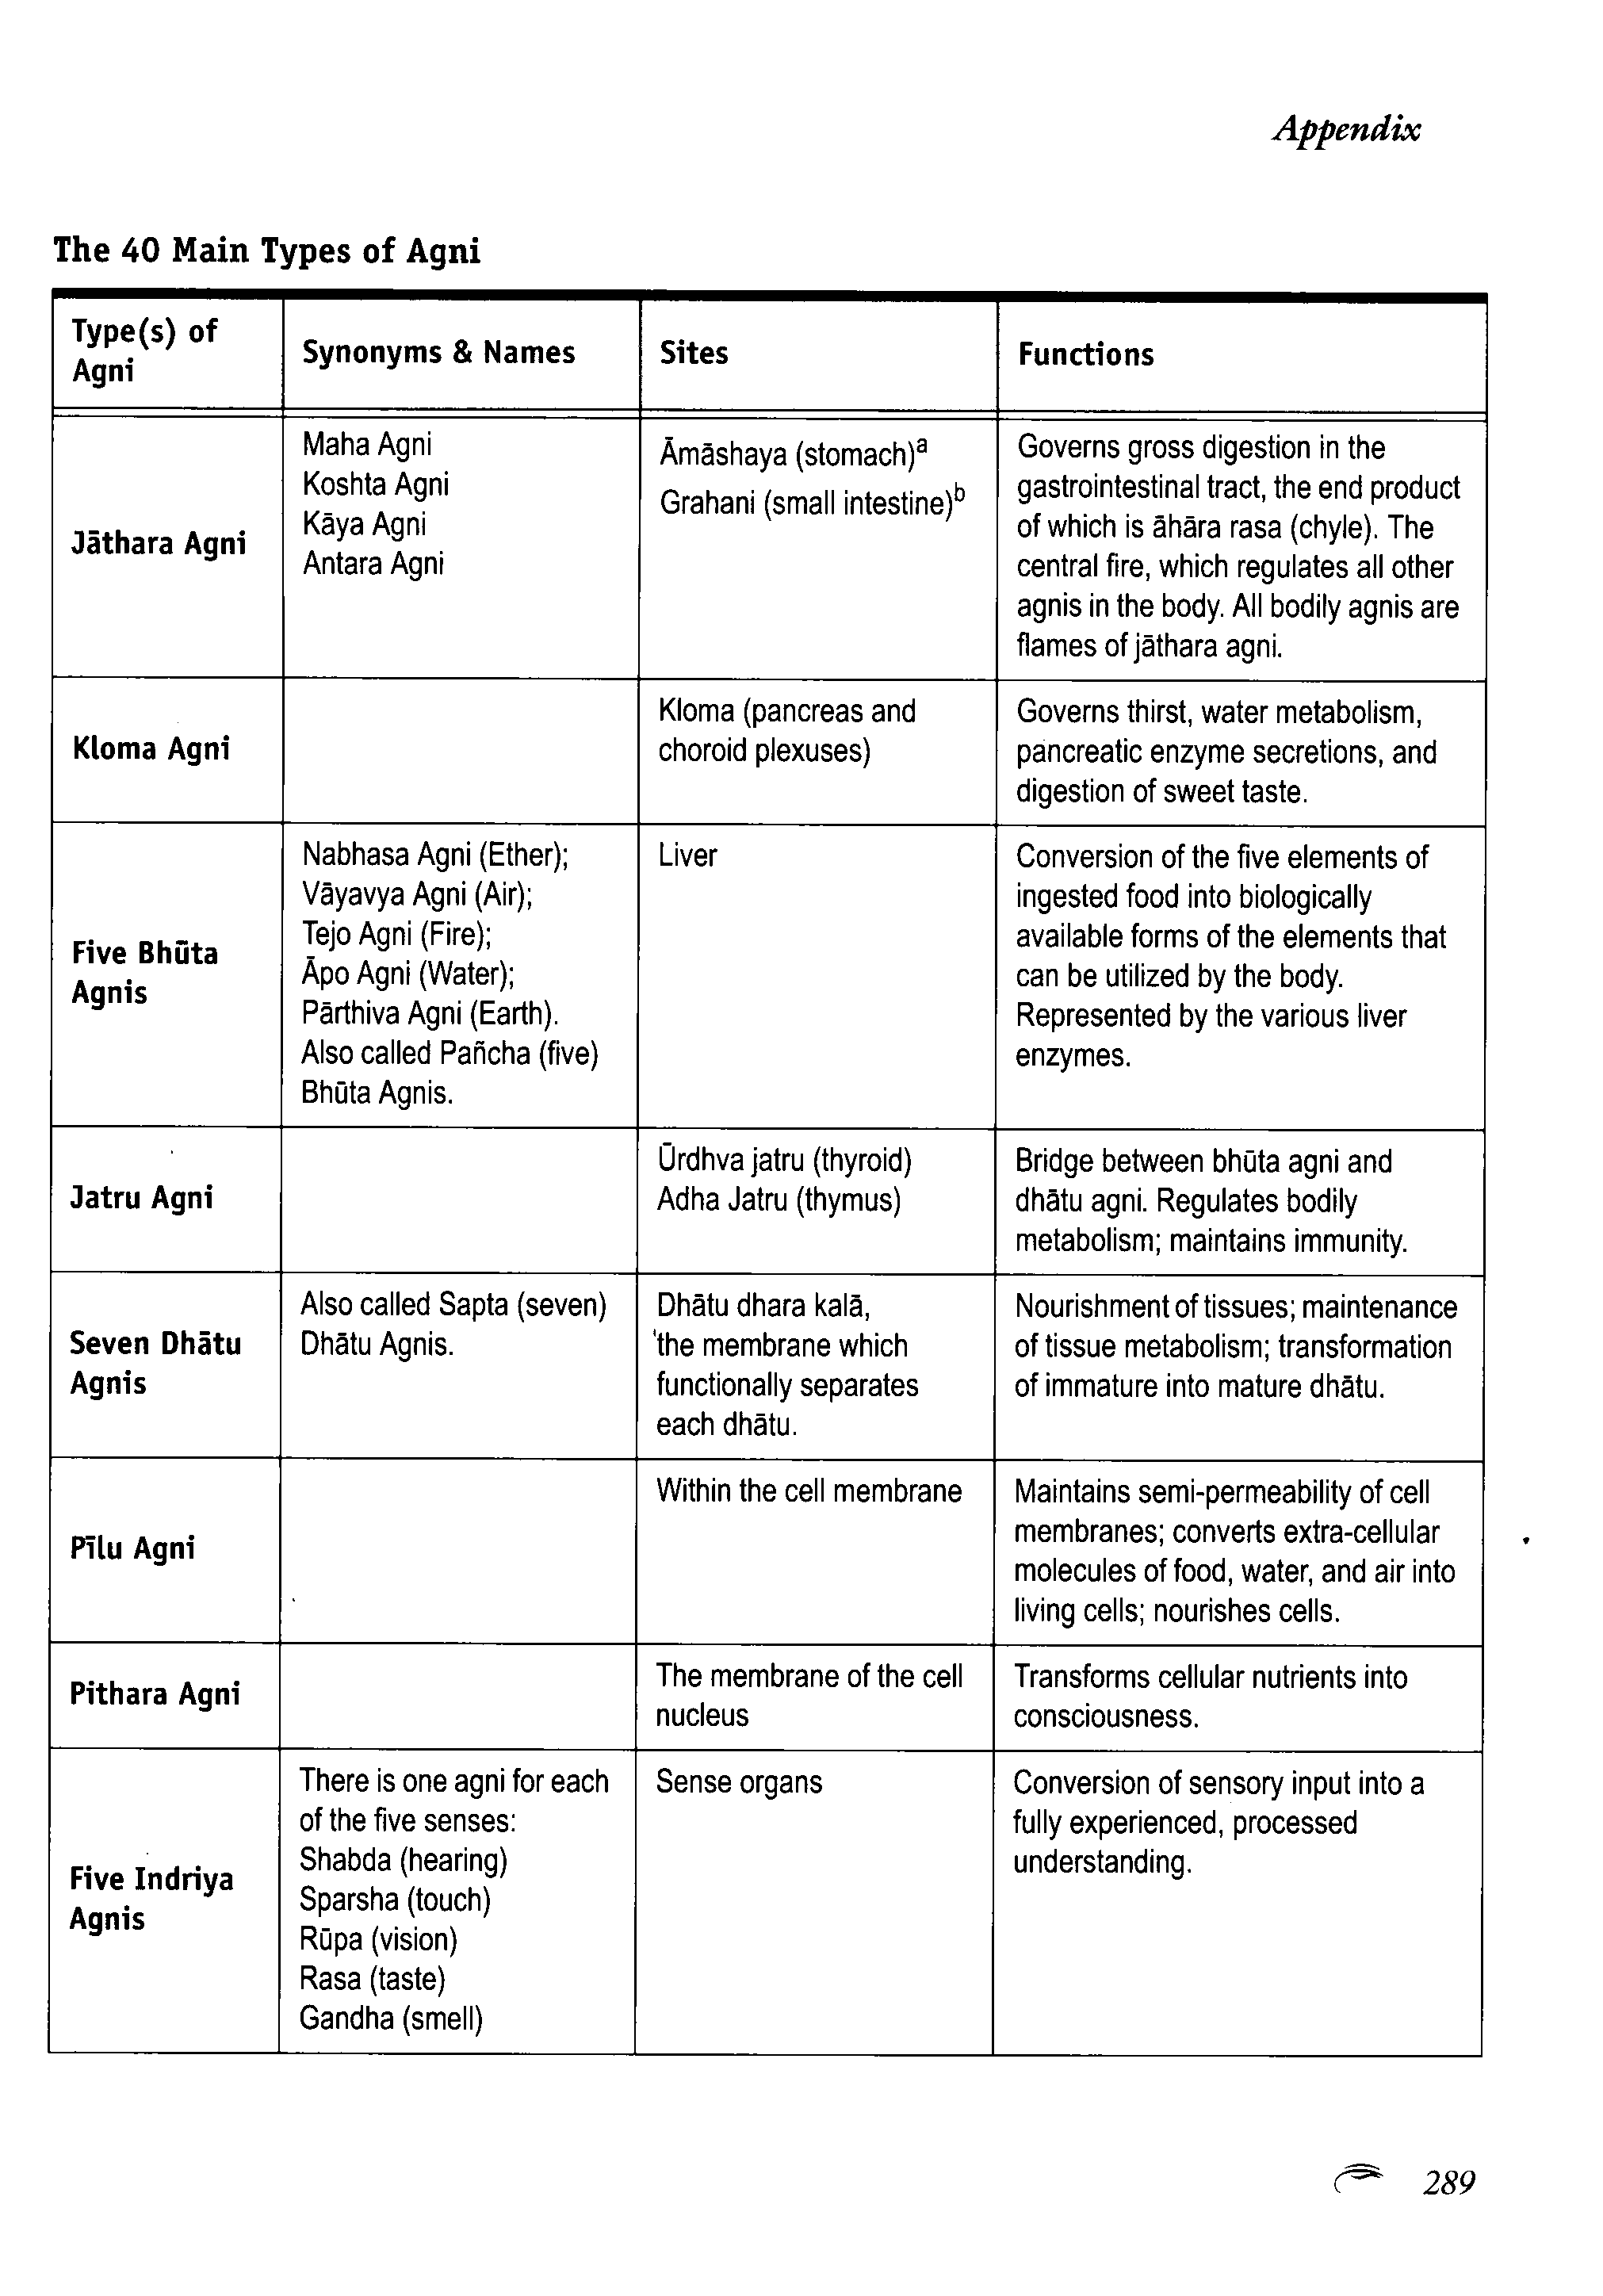 Appendix
The 40 Main Types of Agni
Type(s) of
Agni
Synonyms & Names
Sites
Functions
Jāthara Agni
Maha Agni
Koshta Agni
Kāya Agni
Antara Agni
Āmāshaya (stomach)a
Grahani (small intestine)b
Governs gross digestion in the
gastrointestinal tract, the end product
of which is āhāra rasa (chyle). The
central fire, which regulates all other
agnis in the body. All bodily agnis are
flames of jāthara agni.
Kloma Agni
Kloma (pancreas and
choroid plexuses)
Governs thirst, water metabolism,
pancreatic enzyme secretions, and
digestion of sweet taste.
Five Bhūta
Agnis
Nabhasa Agni (Ether);
Vāyavya Agni (Air);
Tejo Agni (Fire);
Āpo Agni (Water);
Pārthiva Agni (Earth).
Also called Pañcha (five)
Bhūta Agnis.
Liver
Conversion of the five elements of
ingested food into biologically
available forms of the elements that
can be utilized by the body.
Represented by the various liver
enzymes.
Jatru Agni
Ūrdhva jatru (thyroid)
Adha Jatru (thymus)
Bridge between bhūta agni and
dhātu agni. Regulates bodily
metabolism; maintains immunity.
Seven Dhātu
Agnis
Also called Sapta (seven)
Dhātu Agnis.
Dhātu dhara kalā,
the membrane which
functionally separates
each dhātu.
Nourishment of tissues; maintenance
of tissue metabolism; transformation
of immature into mature dhātu.
Pīlu Agni
Within the cell membrane
Maintains semi-permeability of cell
membranes; converts extra-cellular
molecules of food, water, and air into
living cells; nourishes cells.
Pithara Agni
The membrane of the cell
nucleus
Transforms cellular nutrients into
consciousness.
Five Indriya
Agnis
There is one agni for each
of the five senses:
Shabda (hearing)
Sparsha (touch)
Rūpa (vision)
Rasa (taste)
Gandha (smell)
Sense organs
Conversion of sensory input into a
fully experienced, processed
understanding.
289